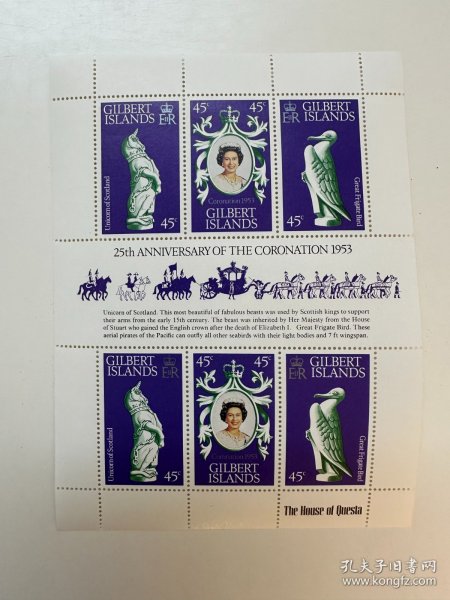 GILBERT ISLANDS
E II R
Unicorn of Scotland
45c
45c 45c
Coronation 1953
GILBERT ISLANDS
GILBERT ISLANDS
E II R
Great Frigate Bird
45c
25th ANNIVERSARY OF THE CORONATION 1953
Unicorn of Scotland. This most beautiful of fabulous beasts was used by Scottish kings to support
their arms from the early 15th century. The beast was inherited by Her Majesty from the House
of Stuart who gained the English crown after the death of Elizabeth I. Great Frigate Bird. These
aerial pirates of the Pacific can outfly all other seabirds with their light bodies and 7 ft wingspan.
GILBERT ISLANDS
E II R
Unicorn of Scotland
45c
45c 45c
Coronation 1953
GILBERT ISLANDS
GILBERT ISLANDS
E II R
Great Frigate Bird
45c
The House of Questa
孔夫子旧书网
www.kongfz.com